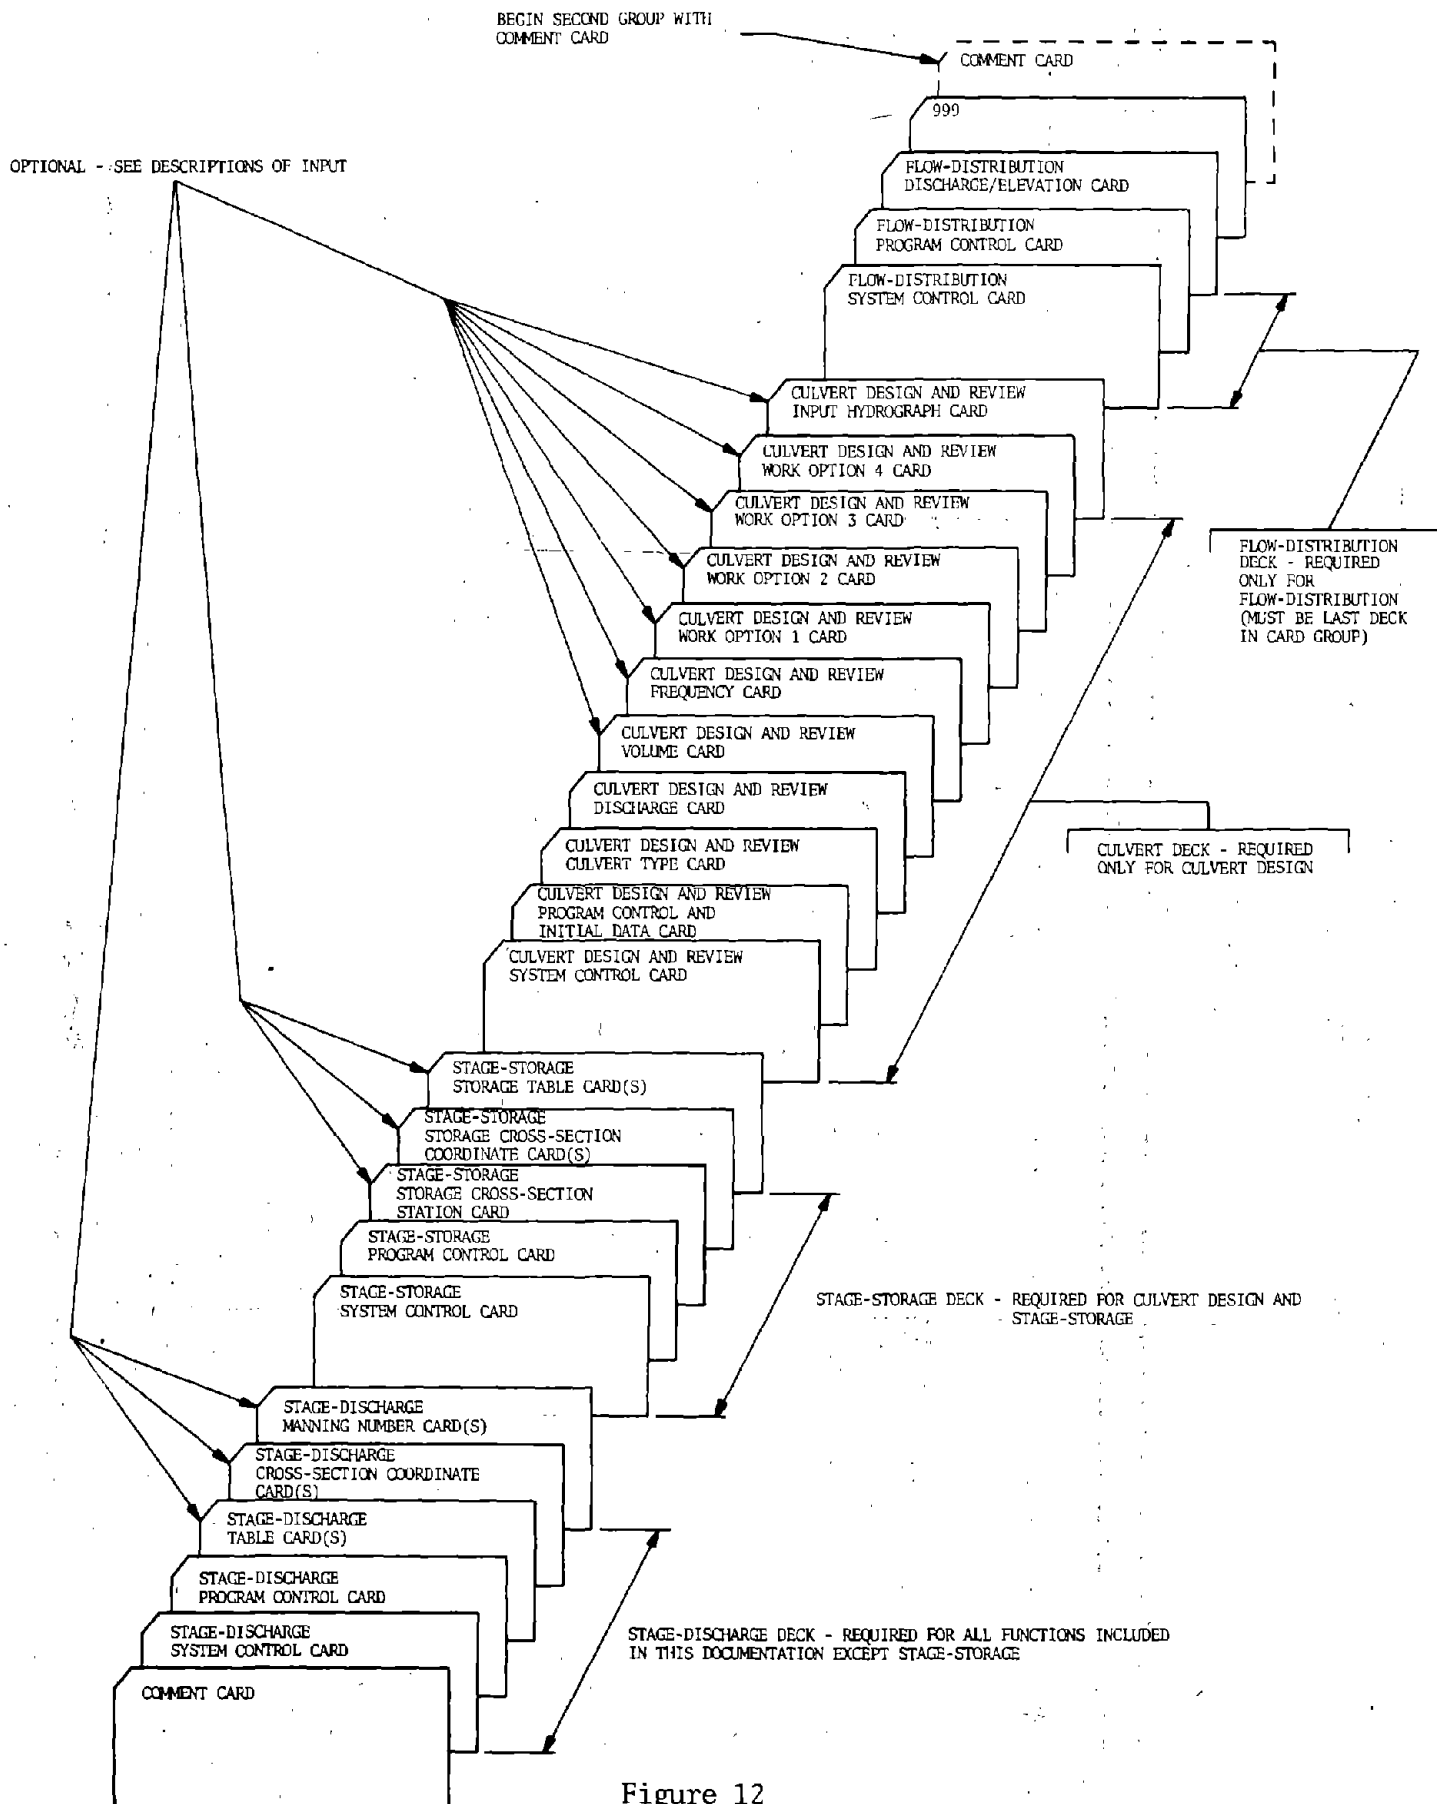 BEGIN SECOND GROUP WITH
COMMENT CARD
COMMENT CARD
999
OPTIONAL - SEE DESCRIPTIONS OF INPUT
FLOW-DISTRIBUTION
DISCHARGE/ELEVATION CARD
FLOW-DISTRIBUTION
PROGRAM CONTROL CARD
FLOW-DISTRIBUTION
SYSTEM CONTROL CARD
CULVERT DESIGN AND REVIEW
INPUT HYDROGRAPH CARD
CULVERT DESIGN AND REVIEW
WORK OPTION 4 CARD
CULVERT DESIGN AND REVIEW
WORK OPTION 3 CARD
FLOW-DISTRIBUTION
DECK - REQUIRED
ONLY FOR
FLOW-DISTRIBUTION
(MUST BE LAST DECK
IN CARD GROUP)
CULVERT DESIGN AND REVIEW
WORK OPTION 2 CARD
CULVERT DESIGN AND REVIEW
WORK OPTION 1 CARD
CULVERT DESIGN AND REVIEW
FREQUENCY CARD
CULVERT DESIGN AND REVIEW
VOLUME CARD
CULVERT DESIGN AND REVIEW
DISCHARGE CARD
CULVERT DESIGN AND REVIEW
CULVERT TYPE CARD
CULVERT DECK - REQUIRED
ONLY FOR CULVERT DESIGN
CULVERT DESIGN AND REVIEW
PROGRAM CONTROL AND
INITIAL DATA CARD
CULVERT DESIGN AND REVIEW
SYSTEM CONTROL CARD
STAGE-STORAGE
STORAGE TABLE CARD(S)
STAGE-STORAGE
STORAGE CROSS-SECTION
COORDINATE CARD(S)
STAGE-STORAGE
STORAGE CROSS-SECTION
STATION CARD
STAGE-STORAGE
PROGRAM CONTROL CARD
STAGE-STORAGE
SYSTEM CONTROL CARD
STAGE-STORAGE DECK - REQUIRED FOR CULVERT DESIGN AND
STAGE-STORAGE
STAGE-DISCHARGE
MANNING NUMBER CARD(S)
STAGE-DISCHARGE
CROSS-SECTION COORDINATE
CARD(S)
STAGE-DISCHARGE
TABLE CARD(S)
STAGE-DISCHARGE
PROGRAM CONTROL CARD
STAGE-DISCHARGE
SYSTEM CONTROL CARD
STAGE-DISCHARGE DECK - REQUIRED FOR ALL FUNCTIONS INCLUDED
IN THIS DOCUMENTATION EXCEPT STAGE-STORAGE
COMMENT CARD
Figure 12